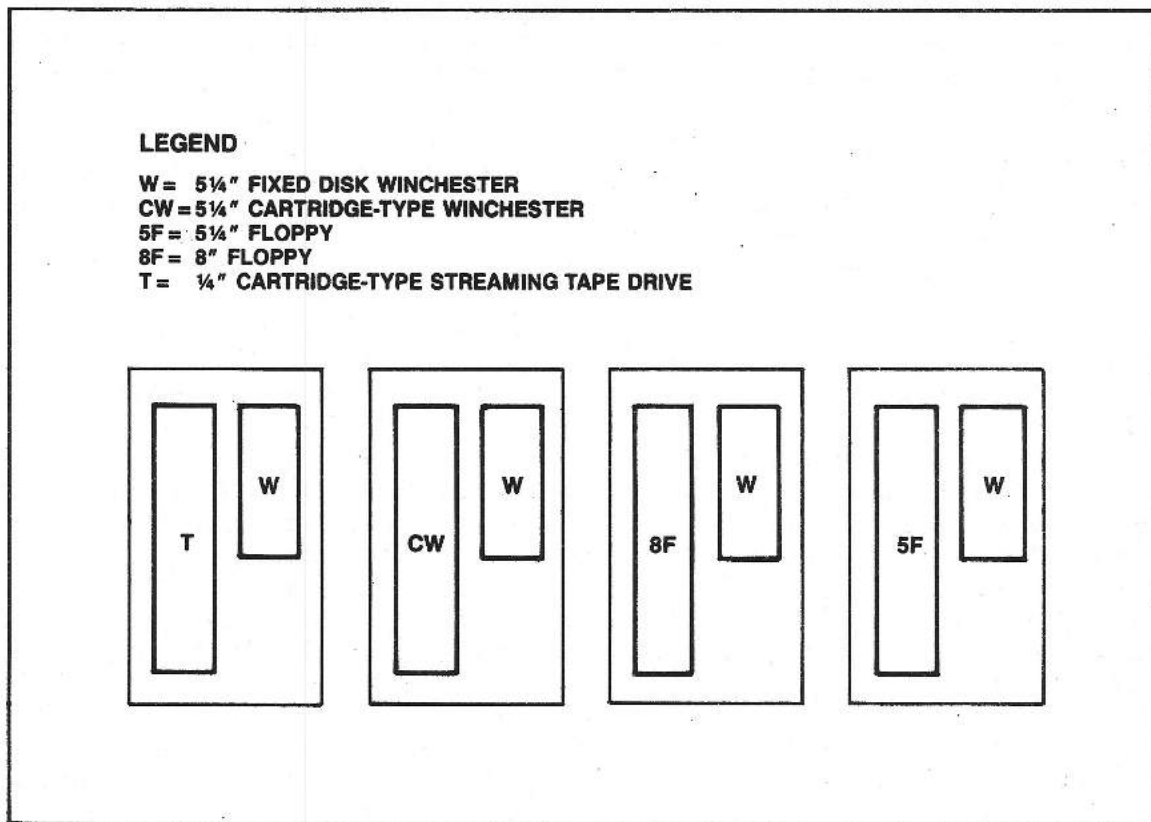 LEGEND
W = 5¼" FIXED DISK WINCHESTER
CW = 5¼" CARTRIDGE-TYPE WINCHESTER
5F = 5¼" FLOPPY
8F = 8" FLOPPY
T = ¼" CARTRIDGE-TYPE STREAMING TAPE DRIVE
T W CW W 8F W 5F W